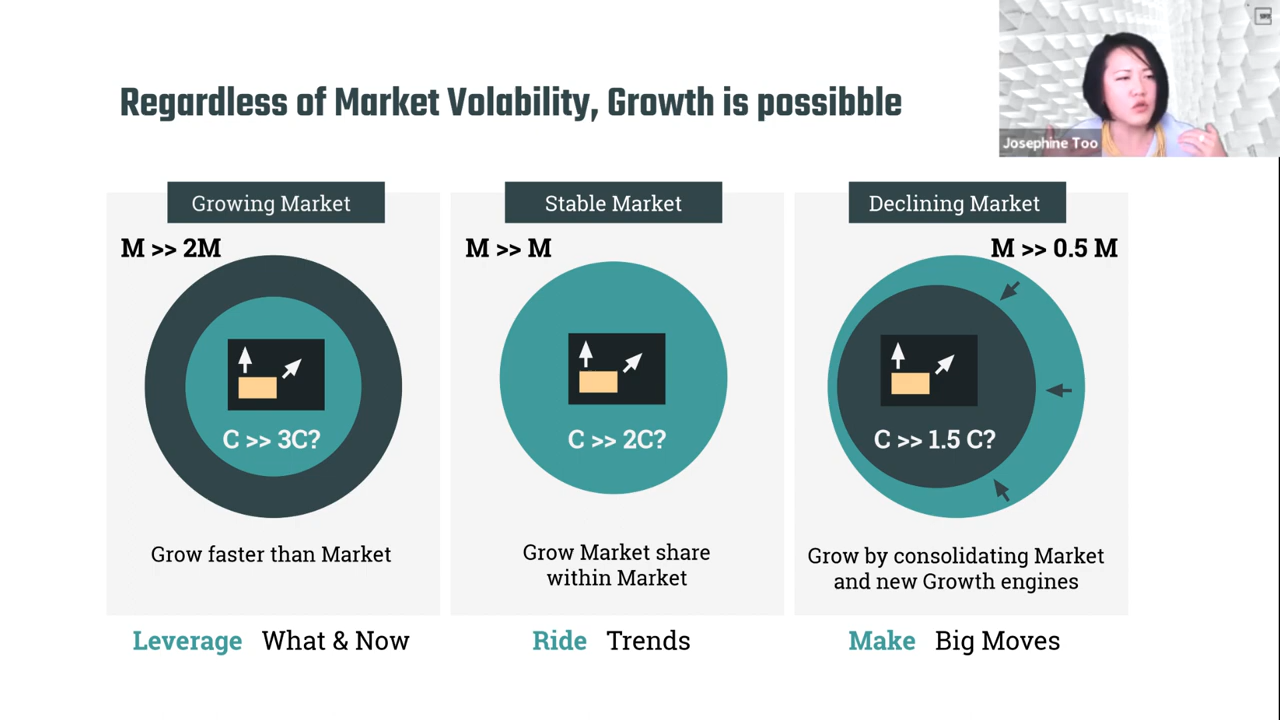 Regardless of Market Volability, Growth is possibble
Josephine Too
Growing Market
M >> 2M
C >> 3C?
Grow faster than Market
Leverage What & Now
Stable Market
M >> M
C >> 2C?
Grow Market share
within Market
Ride Trends
Declining Market
M >> 0.5 M
C >> 1.5 C?
Grow by consolidating Market
and new Growth engines
Make Big Moves